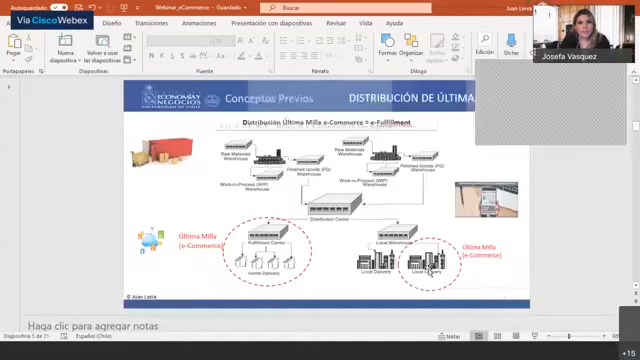 Autoguardado
Webinar_eCommerce - Guardado
Buscar
Juan Leiva
Via Cisco Webex
Diseño
Transiciones
Animaciones
Presentación con diapositivas
Revisar
Josefa Vasquez
Pegar
Nueva diapositiva
Volver a usar diapositivas
Formas
Organizar
Edición
Dictar
Portapapeles
Diapositivas
Fuente
Párrafo
Dibujo
ECONOMÍA Y NEGOCIOS
UNIVERSIDAD DE CHILE
Conceptos Previos
DISTRIBUCIÓN DE ÚLTIMA
Distribución Última Milla e-Commerce = e-Fulfillment
Raw Materials Warehouse
Raw Materials Warehouse
Finished Goods (FG) Warehouse
Finished Goods (FG) Warehouse
Work-in-Process (WIP) Warehouse
Work-in-Process (WIP) Warehouse
Distribution Center
Última Milla
(e-Commerce)
Fulfillment Center
Local Warehouse
Última Milla
(e-Commerce)
Home Delivery
Local Delivery
Local Delivery
© Juan Leiva
Haga clic para agregar notas
Diapositiva 5 de 21
Español (Chile)
Notas
+15